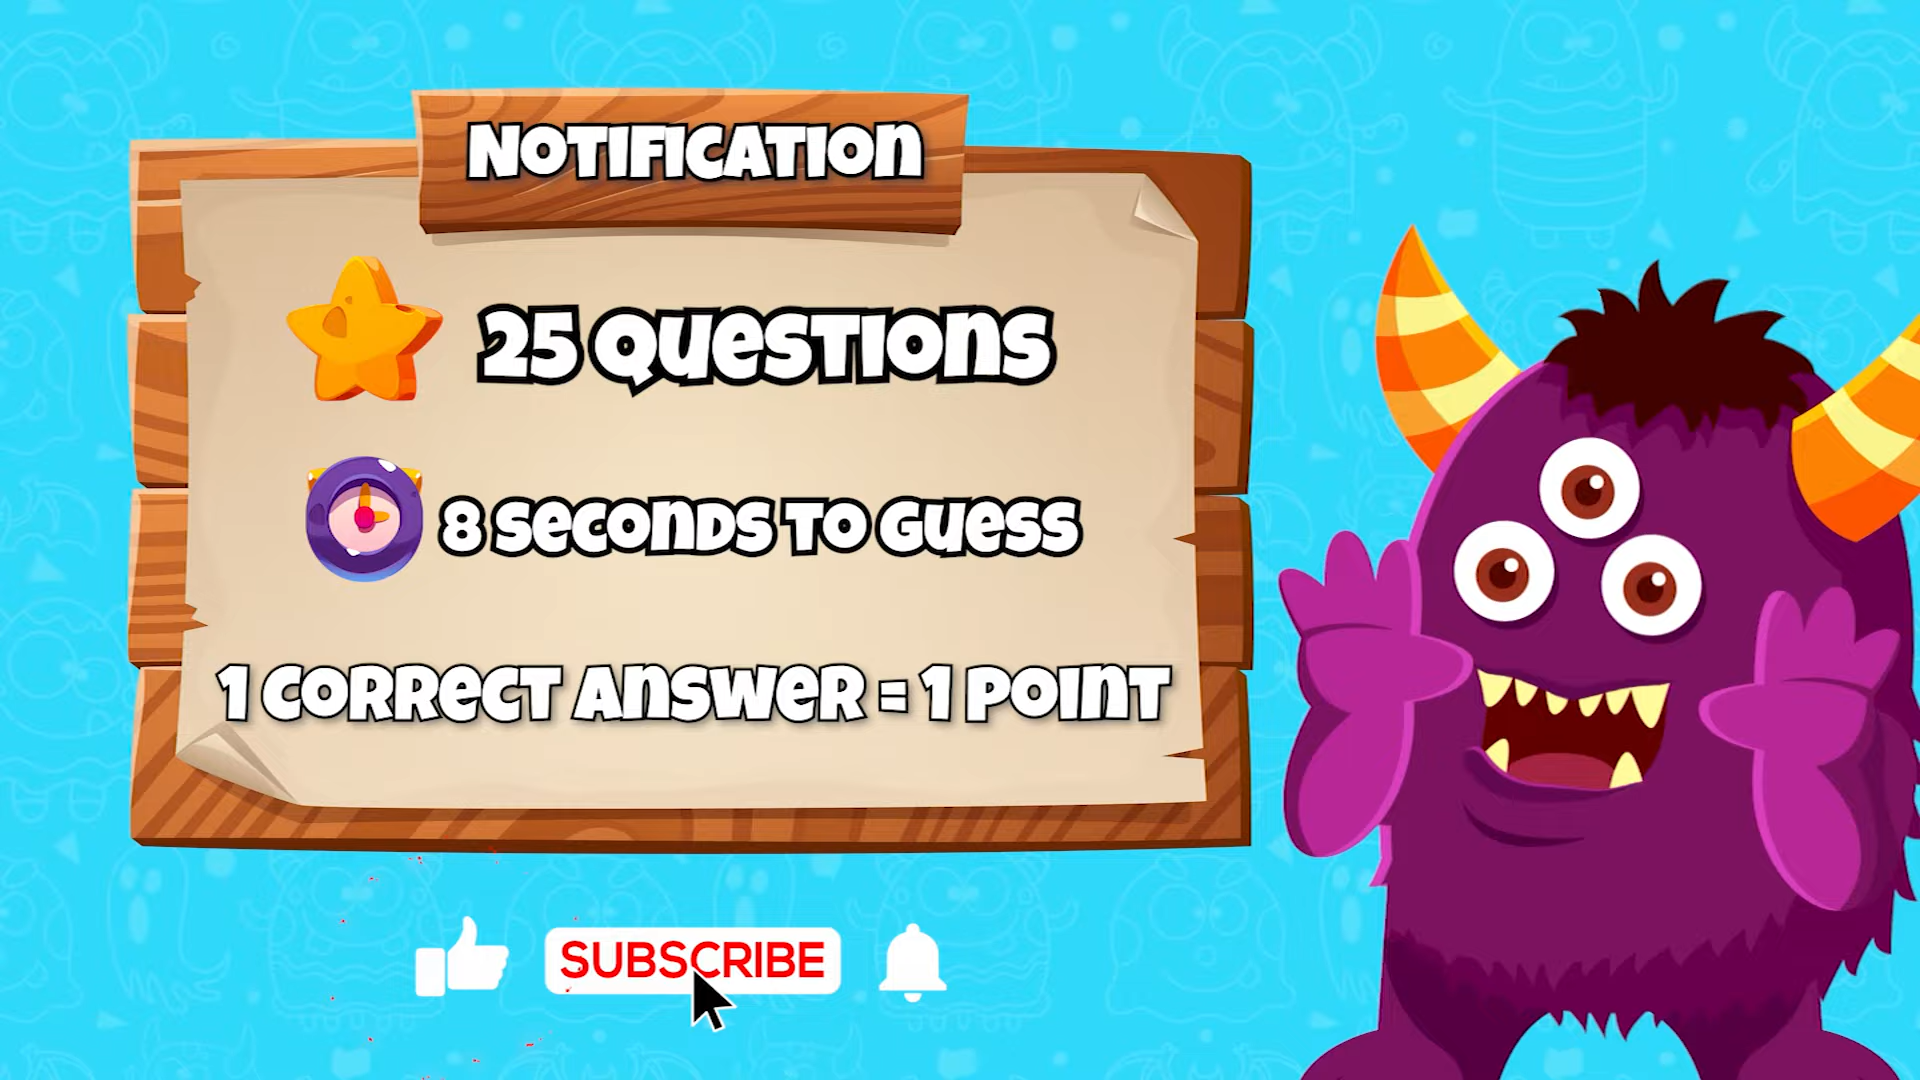 NOTIFICATION
25 QUESTIONS
8 SECONDS TO GUESS
1 CORRECT ANSWER = 1 POINT
SUBSCRIBE